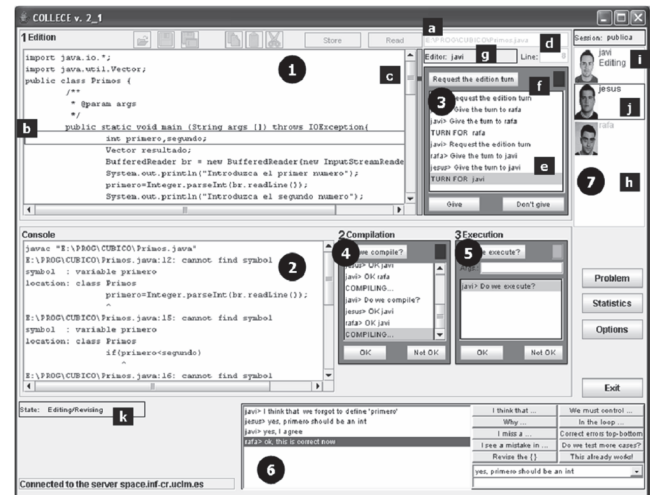 COLLECE v. 2_1
1 Edition
Store
Read
a
E:\PROG\CUBICO\Primos.java
d
Session: publica
Editor: javi
g
Line:
8
import java.io.*;
import java.util.Vector;
public class Primos {
/**
* @param args
*/
public static void main (String args []) throws IOException{
int primero,segundo;
Vector resultado;
BufferedReader br = new BufferedReader(new InputStreamReade
System.out.println("Introduzca el primer numero");
primero=Integer.parseInt(br.readLine());
System.out.println("Introduzca el segundo numero");
1
c
b
Request the edition turn
f
3
Request the edition turn
javi> Give the turn to rafa
jesus> Give the turn to rafa
TURN FOR rafa
javi> Request the edition turn
rafa> Give the turn to javi
jesus> Give the turn to javi
TURN FOR javi
e
Give
Don't give
javi
Editing
i
jesus
j
rafa
7
h
Console
javac "E:\PROG\CUBICO\Primos.java"
E:\PROG\CUBICO\Primos.java:12: cannot find symbol
symbol : variable primero
location: class Primos
primero=Integer.parseInt(br.readLine());
^
E:\PROG\CUBICO\Primos.java:15: cannot find symbol
symbol : variable primero
location: class Primos
if(primero<segundo)
^
E:\PROG\CUBICO\Primos.java:16: cannot find symbol
2
2 Compilation
4
we compile?
jesus> OK javi
javi> OK rafa
COMPILING...
javi> Do we compile?
jesus> OK javi
rafa> OK javi
COMPILING...
OK
Not OK
3 Execution
5
we execute?
Args:
javi> Do we execute?
OK
Not OK
Problem
Statistics
Options
Exit
State: Editing/Revising
k
javi> I think that we forgot to define 'primero'
jesus> yes, primero should be an int
javi> yes, I agree
rafa> ok, this is correct now
6
I think that ...
We must control ...
Why ...
In the loop ...
I miss a ...
Correct errors top-bottom
I see a mistake in ...
Do we test more cases?
Revise the {}
This already works!
yes, primero should be an int
Connected to the server space.inf-cr.uclm.es